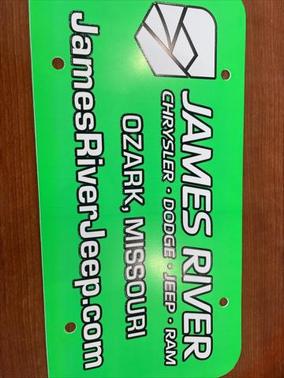 JAMES RIVER
CHRYSLER • DODGE • JEEP • RAM
OZARK, MISSOURI
JamesRiverJeep.com